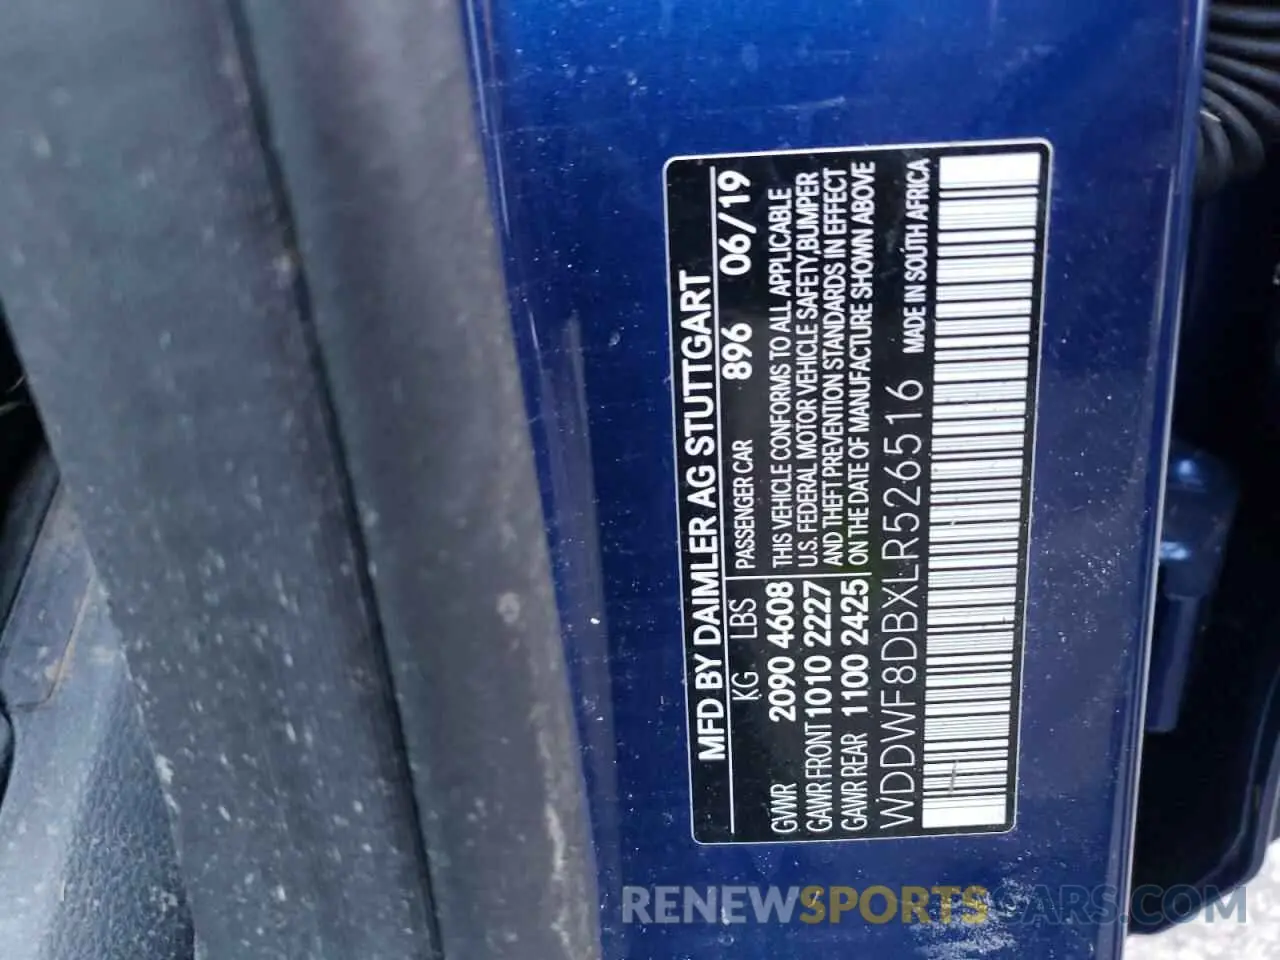 MFD BY DAIMLER AG STUTTGART
KG LBS PASSENGER CAR 896 06/19
GVWR 2090 4608
GAWR FRONT 1010 2227
GAWR REAR 1100 2425
THIS VEHICLE CONFORMS TO ALL APPLICABLE
U.S. FEDERAL MOTOR VEHICLE SAFETY,BUMPER
AND THEFT PREVENTION STANDARDS IN EFFECT
ON THE DATE OF MANUFACTURE SHOWN ABOVE
WDDWF8DBXLR526516 MADE IN SOUTH AFRICA
RENEWSPORTSCARS.COM